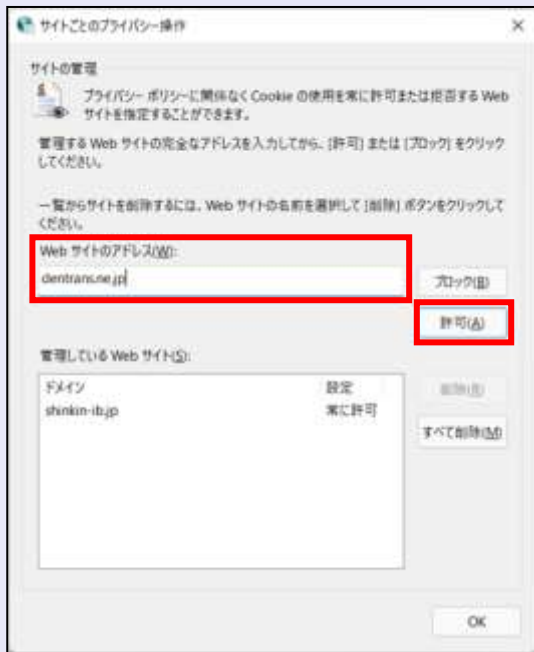 サイトごとのプライバシー操作
サイトの管理
プライバシー ポリシーに関係なく Cookie の使用を常に許可または拒否する Web
サイトを指定することができます。
管理する Web サイトの完全なアドレスを入力してから、[許可] または [ブロック] をクリック
してください。
一覧からサイトを削除するには、Web サイトの名前を選択して [削除] ボタンをクリックして
ください。
Web サイトのアドレス(W):
dentrans.ne.jp
ブロック(B)
許可(A)
管理している Web サイト(S):
ドメイン 設定
shinkin-ib.jp 常に許可
削除(R)
すべて削除(M)
OK